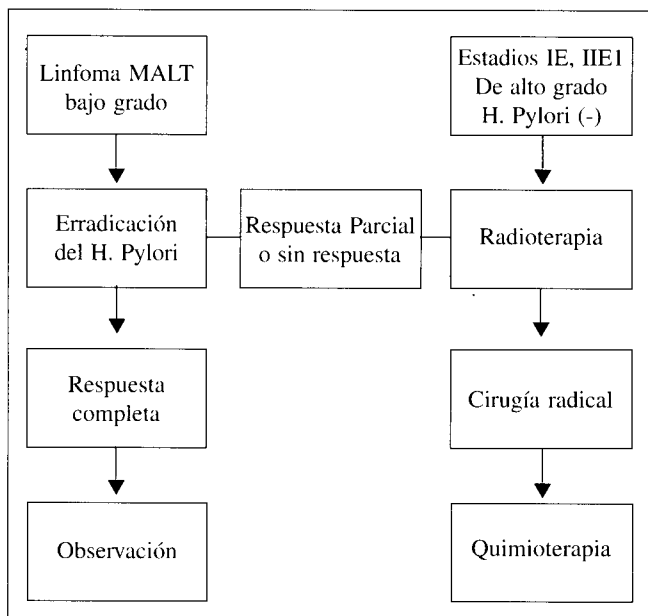 Linfoma MALT
bajo grado
Estadios IE, IIE1
De alto grado
H. Pylori (-)
Erradicación
del H. Pylori
Respuesta Parcial
o sin respuesta
Radioterapia
Respuesta
completa
Cirugía radical
Observación
Quimioterapia